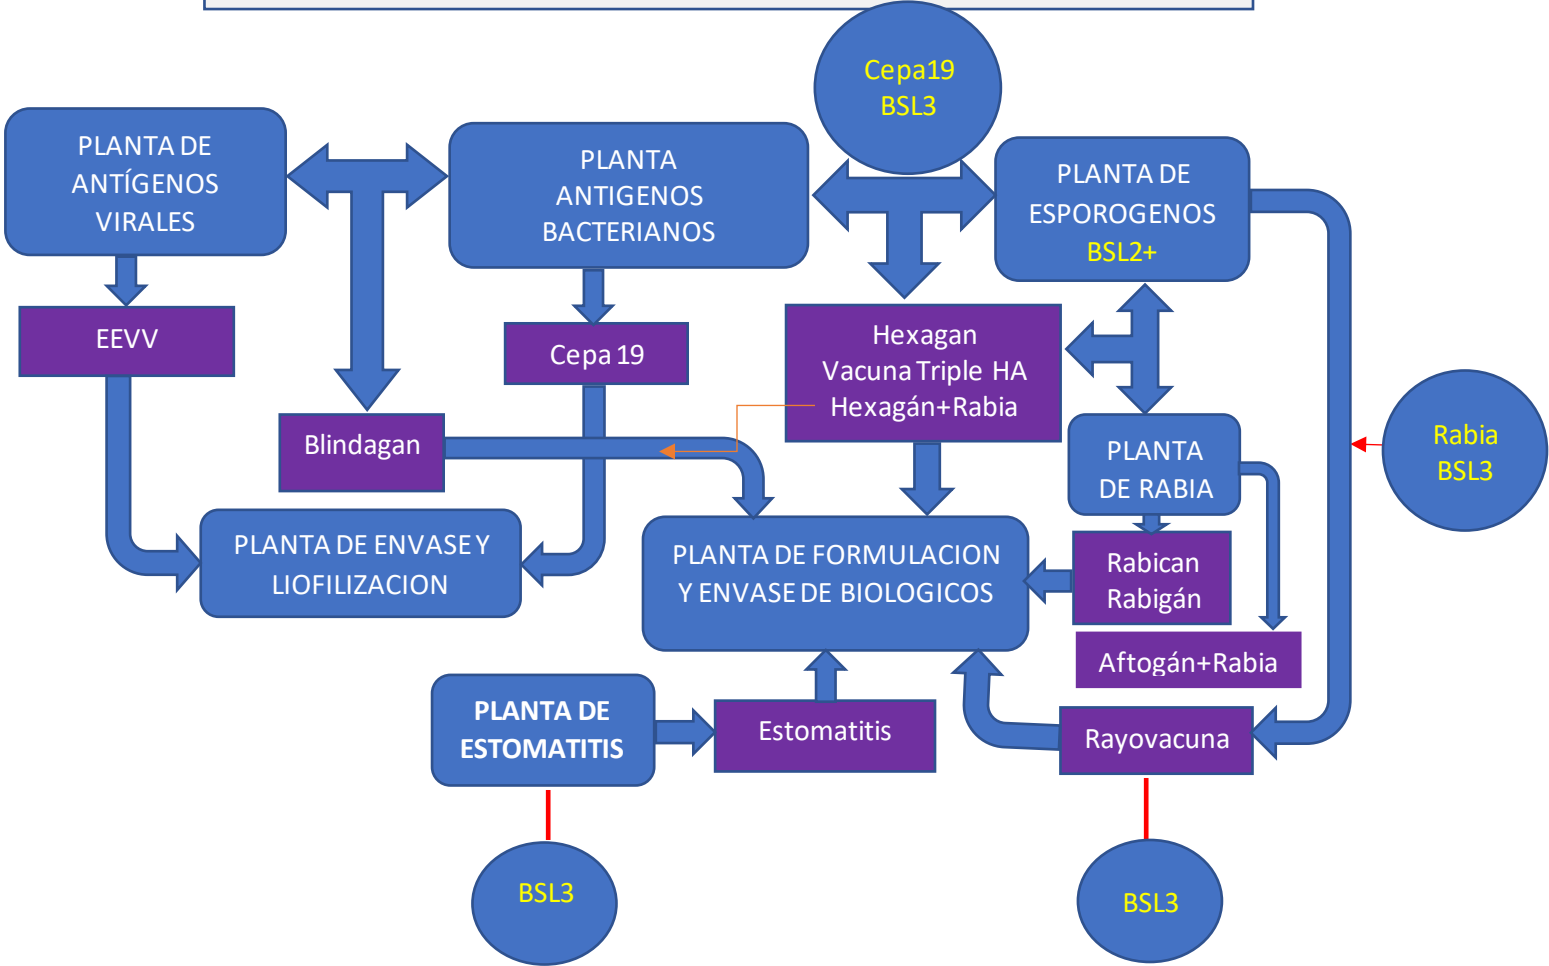 Cepa19
BSL3
PLANTA DE
ANTÍGENOS
VIRALES
PLANTA
ANTIGENOS
BACTERIANOS
PLANTA DE
ESPOROGENOS
BSL2+
EEVV
Cepa 19
Hexagan
Vacuna Triple HA
Hexagán+Rabia
Blindagan
PLANTA
DE RABIA
Rabia
BSL3
PLANTA DE ENVASE Y
LIOFILIZACION
PLANTA DE FORMULACION
Y ENVASE DE BIOLOGICOS
Rabican
Rabigán
Aftogán+Rabia
PLANTA DE
ESTOMATITIS
Estomatitis
Rayovacuna
BSL3
BSL3